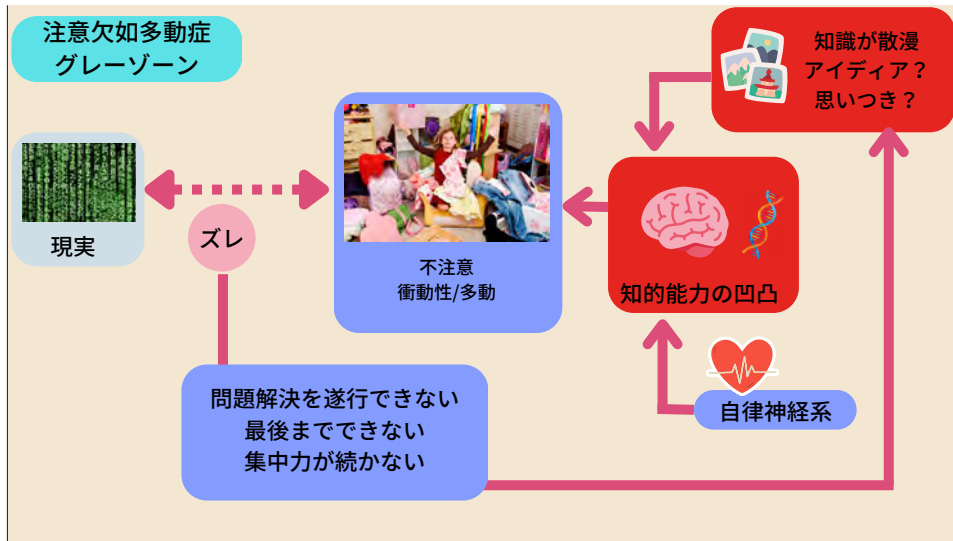 注意欠如多動症
グレーゾーン
知識が散漫
アイディア？
思いつき？
現実
ズレ
不注意
衝動性/多動
知的能力の凹凸
自律神経系
問題解決を遂行できない
最後までできない
集中力が続かない